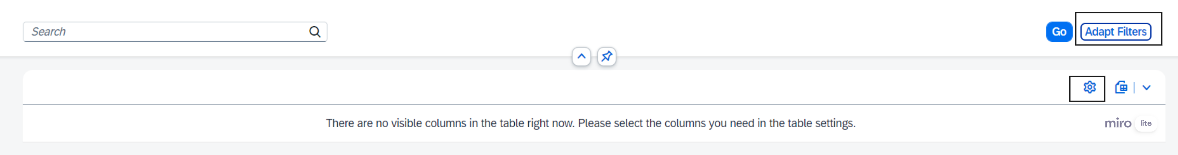 Search
Go
Adapt Filters
There are no visible columns in the table right now. Please select the columns you need in the table settings.
miro lite